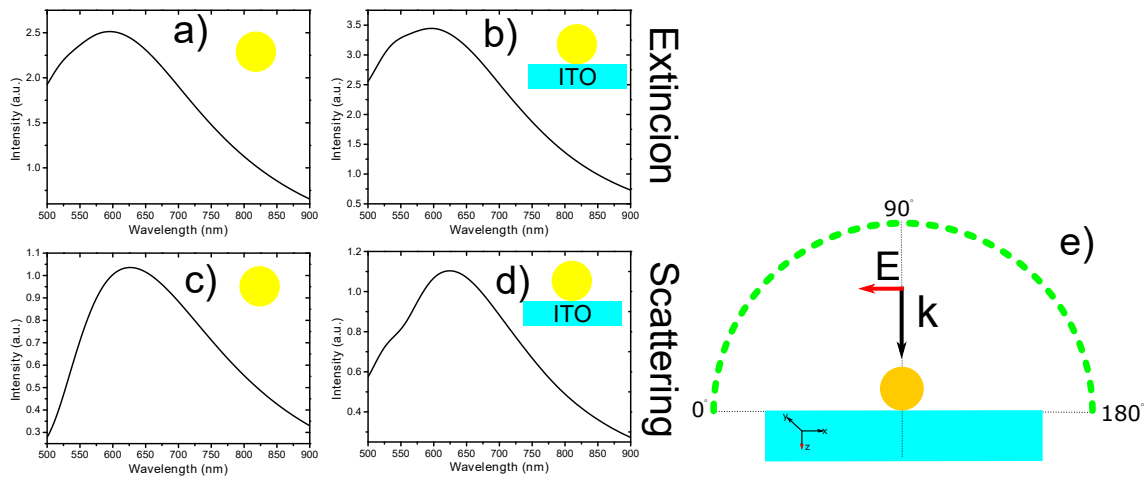 a)
2.5
2.0
1.5
1.0
500 550 600 650 700 750 800 850 900
Wavelength (nm)
Intensity (a.u.)
b)
ITO
3.5
3.0
2.5
2.0
1.5
1.0
500 550 600 650 700 750 800 850 900
Wavelength (nm)
Intensity (a.u.)
Extincion
c)
1.1
1.0
0.9
0.8
0.7
0.6
0.5
0.4
0.3
500 550 600 650 700 750 800 850 900
Wavelength (nm)
Intensity (a.u.)
d)
ITO
1.2
1.0
0.8
0.6
0.4
500 550 600 650 700 750 800 850 900
Wavelength (nm)
Intensity (a.u.)
Scattering
e)
90°
E
k
0°
180°
Y
x
z